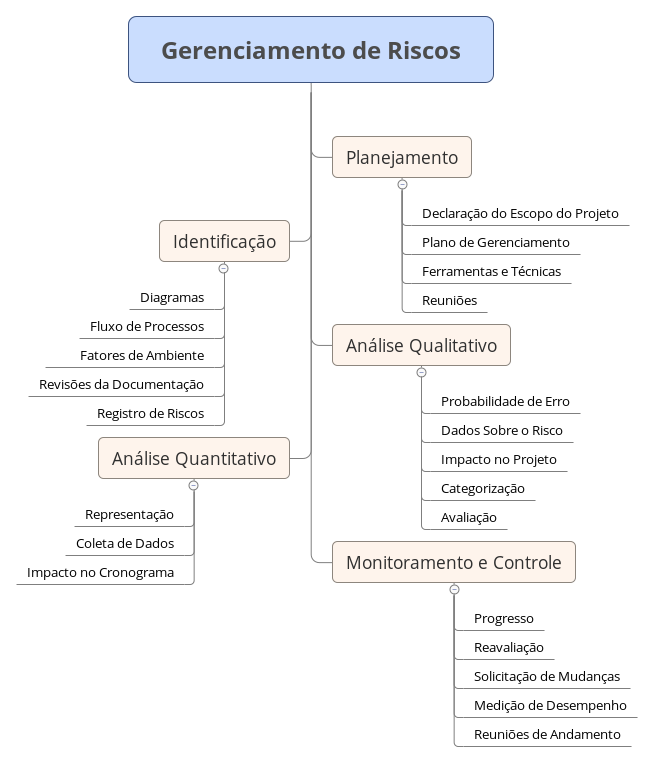 Gerenciamento de Riscos
Planejamento
Declaração do Escopo do Projeto
Plano de Gerenciamento
Ferramentas e Técnicas
Reuniões
Identificação
Diagramas
Fluxo de Processos
Fatores de Ambiente
Revisões da Documentação
Registro de Riscos
Análise Qualitativo
Probabilidade de Erro
Dados Sobre o Risco
Impacto no Projeto
Categorização
Avaliação
Análise Quantitativo
Representação
Coleta de Dados
Impacto no Cronograma
Monitoramento e Controle
Progresso
Reavaliação
Solicitação de Mudanças
Medição de Desempenho
Reuniões de Andamento